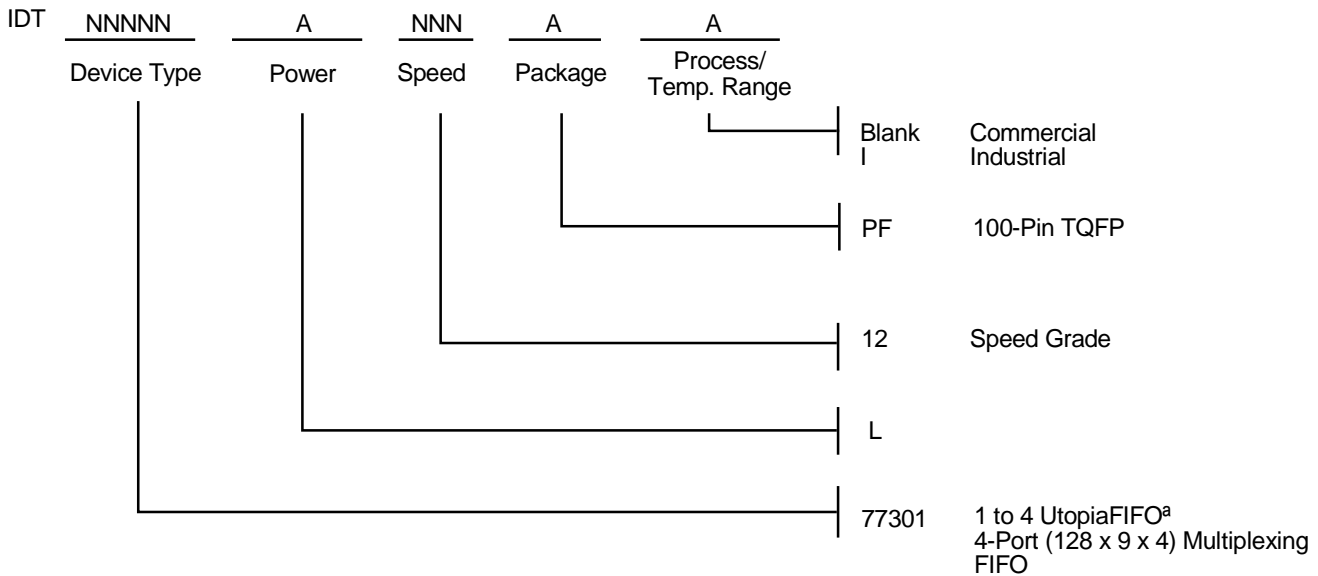 IDT NNNNN A NNN A A
Device Type Power Speed Package Process/
Temp. Range
Blank Commercial
I Industrial
PF 100-Pin TQFP
12 Speed Grade
L
77301 1 to 4 UtopiaFIFOª
4-Port (128 x 9 x 4) Multiplexing
FIFO